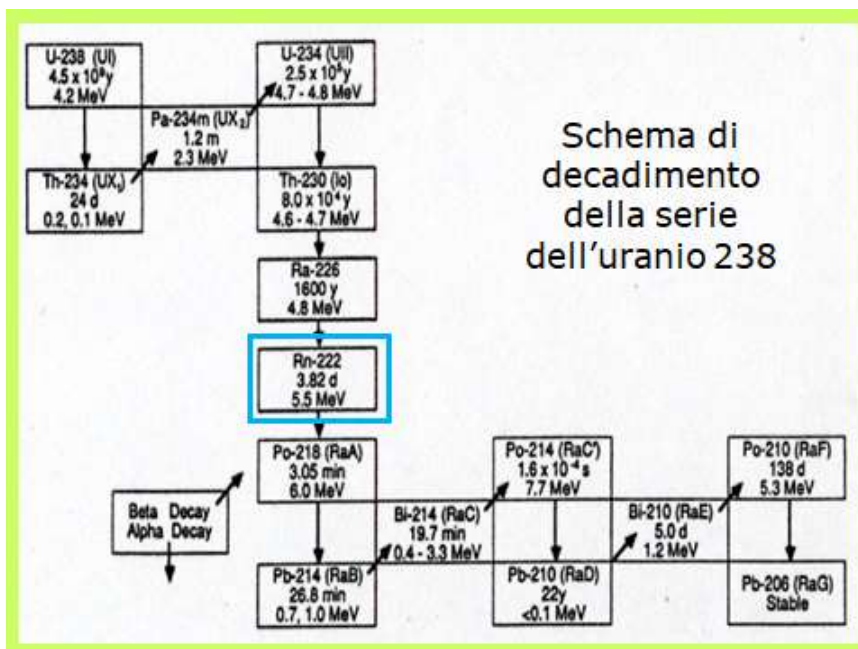 U-238 (UI)
4.5 x 10⁹y
4.2 MeV
U-234 (UII)
2.5 x 10⁵y
4.7 - 4.8 MeV
Pa-234m (UX₂)
1.2 m
2.3 MeV
Th-234 (UX₁)
24 d
0.2, 0.1 MeV
Th-230 (Io)
8.0 x 10⁴y
4.6 - 4.7 MeV
Schema di
decadimento
della serie
dell'uranio 238
Ra-226
1600 y
4.8 MeV
Rn-222
3.82 d
5.5 MeV
Po-218 (RaA)
3.05 min
6.0 MeV
Po-214 (RaC')
1.6 x 10⁻⁴ s
7.7 MeV
Po-210 (RaF)
138 d
5.3 MeV
Beta Decay
Alpha Decay
Bi-214 (RaC)
19.7 min
0.4 - 3.3 MeV
Bi-210 (RaE)
5.0 d
1.2 MeV
Pb-214 (RaB)
26.8 min
0.7, 1.0 MeV
Pb-210 (RaD)
22y
<0.1 MeV
Pb-206 (RaG)
Stable